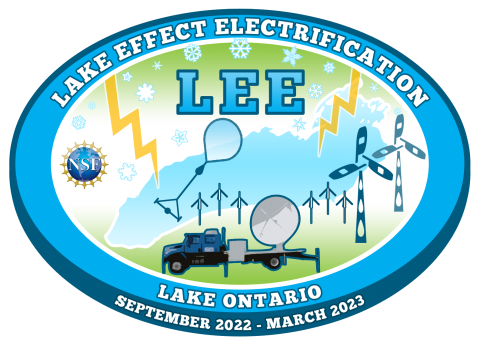 LAKE EFFECT ELECTRIFICATION
LEE
NSF
LAKE ONTARIO
SEPTEMBER 2022 - MARCH 2023